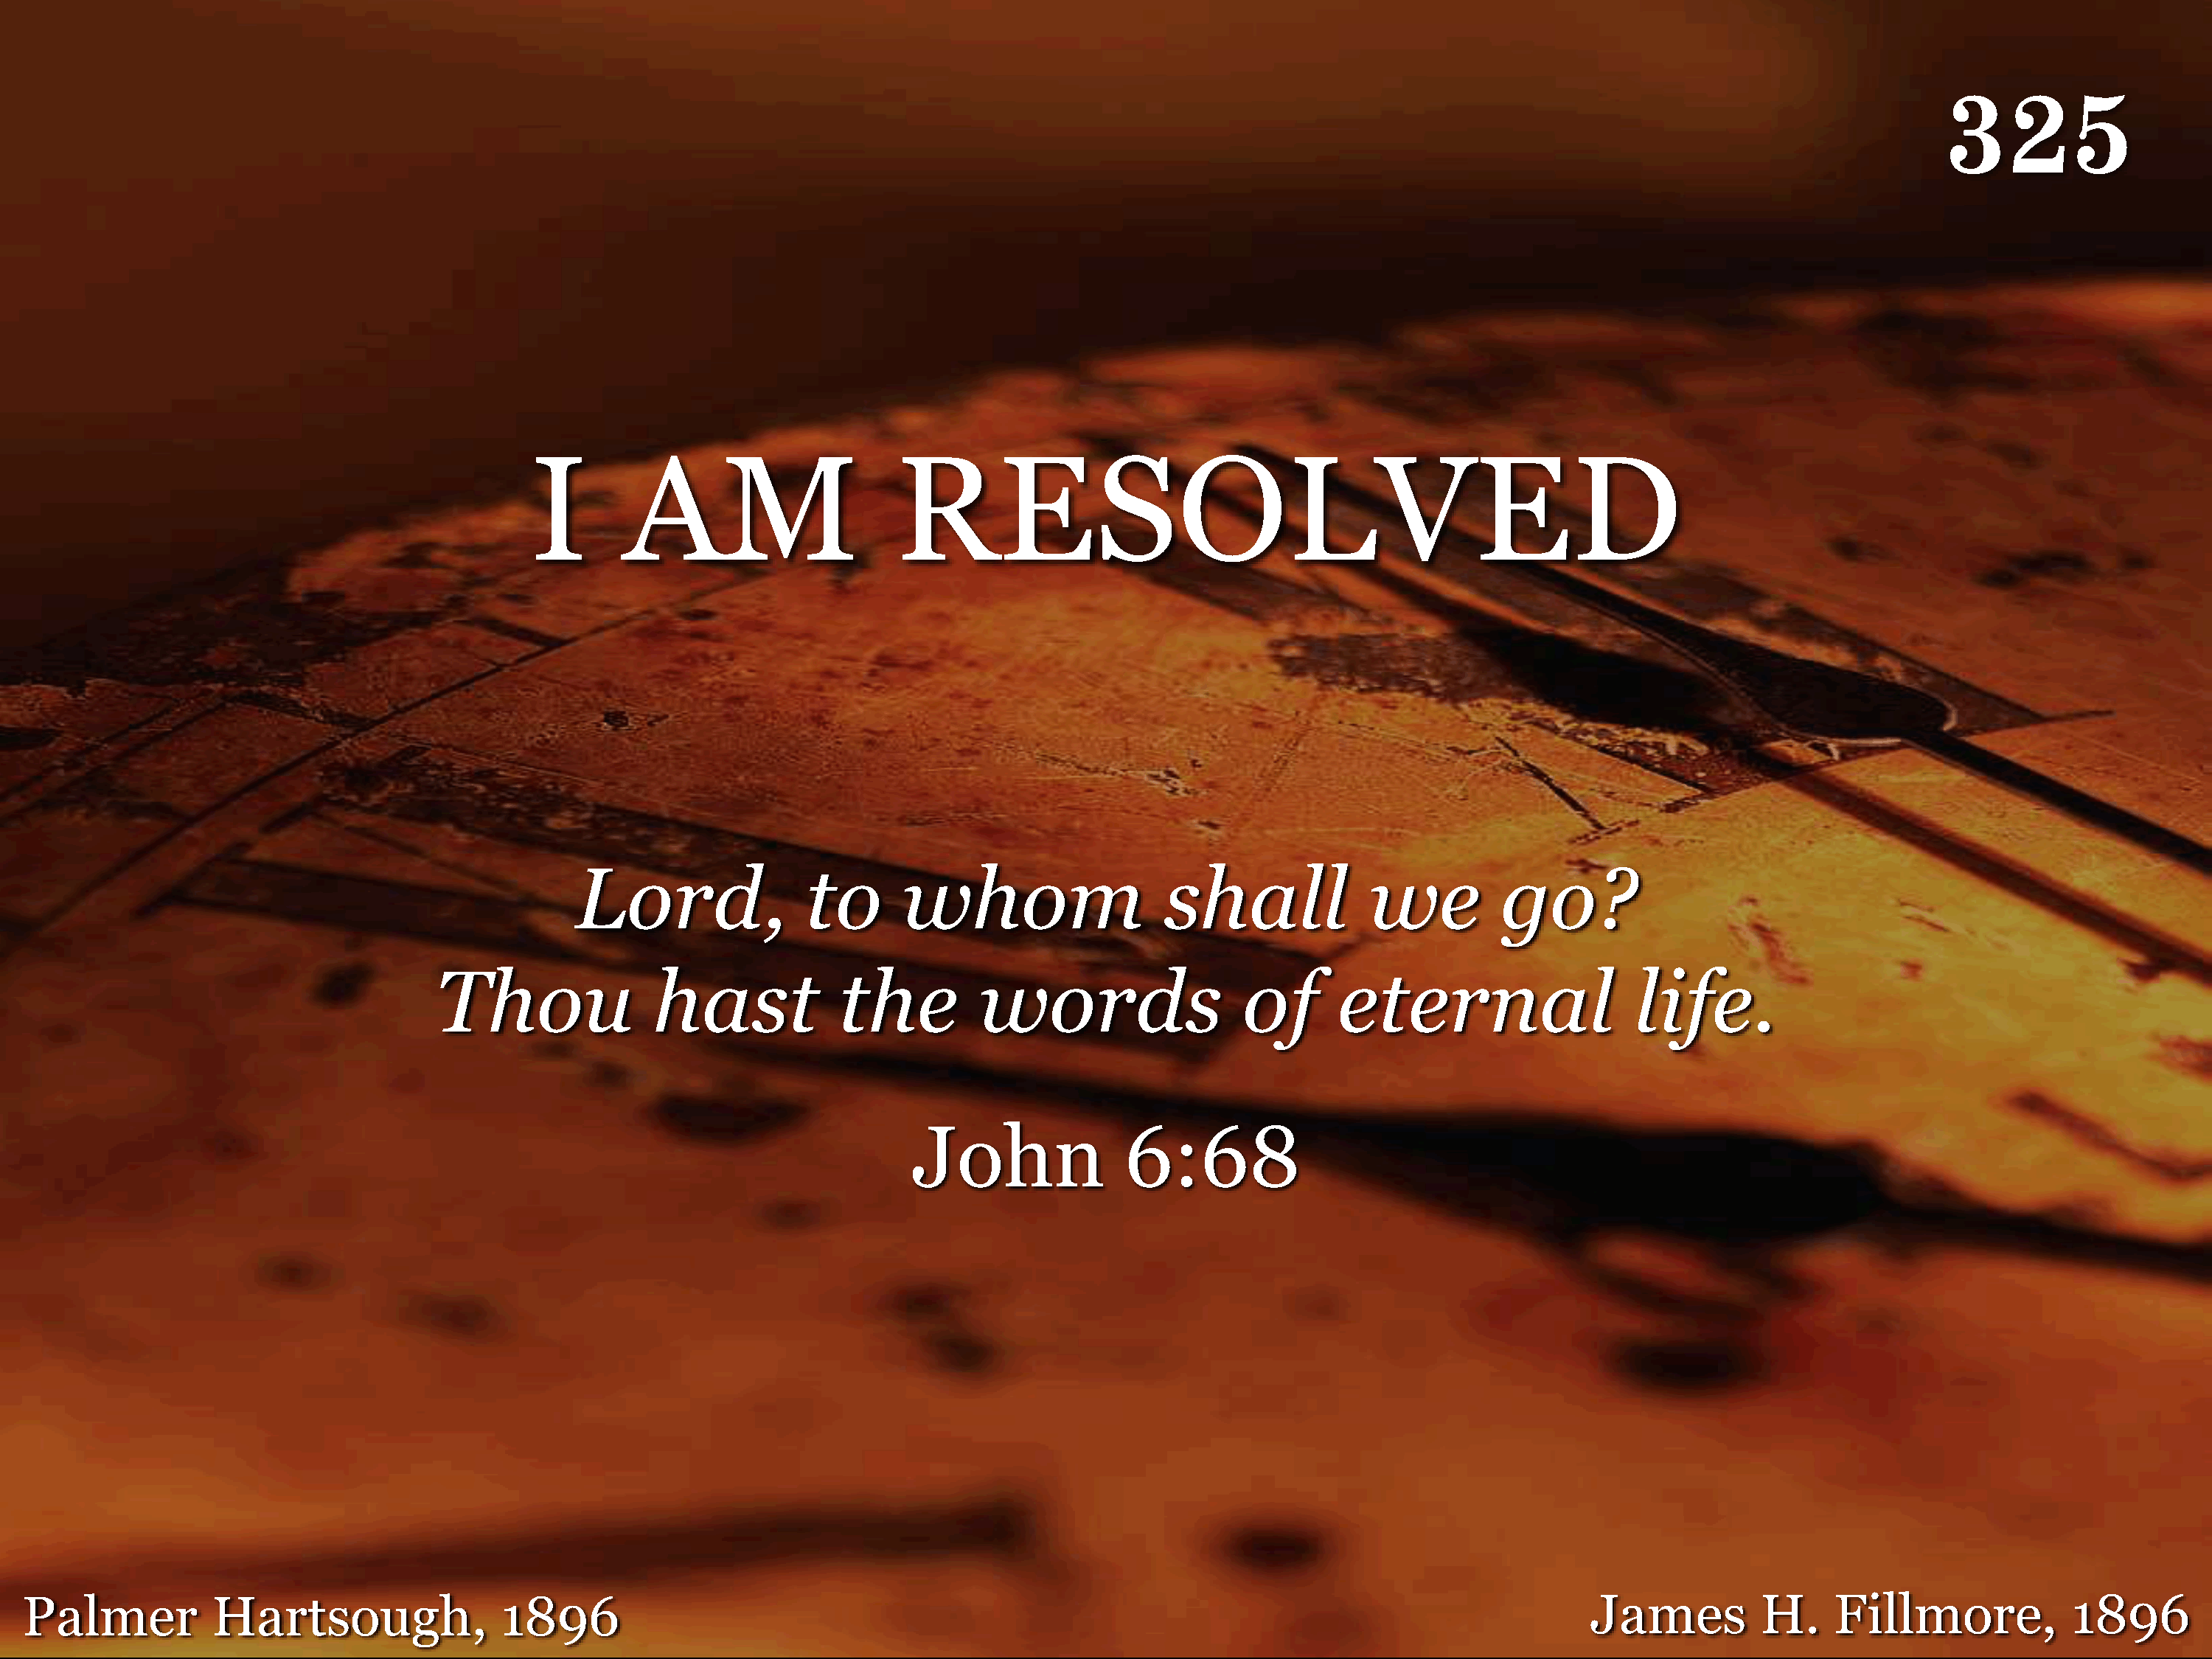 325
I AM RESOLVED
Lord, to whom shall we go?
Thou hast the words of eternal life.
John 6:68
Palmer Hartsough, 1896
James H. Fillmore, 1896